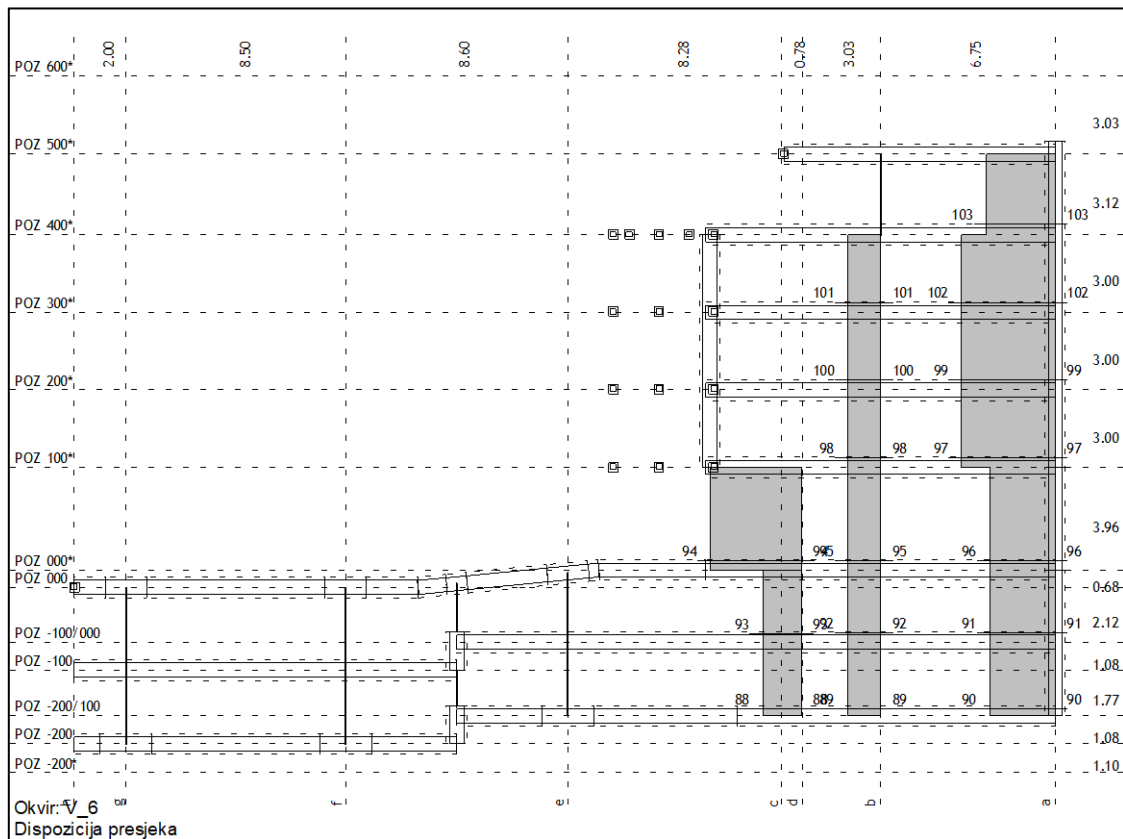 2.00 8.50 8.60 8.28 0.78 3.03 6.75
POZ 600*
3.03
POZ 500*
3.12
POZ 400* 103 103
3.00
POZ 300* 101 101 102 102
3.00
POZ 200* 100 100 99 99
3.00
POZ 100* 98 98 97 97
3.96
POZ 000* 94 95 95 96 96
POZ 000 0.68
POZ -100/000 93 92 92 91 91 2.12
POZ -100 1.08
POZ -200/100 88 89 89 90 90 1.77
POZ -200 1.08
POZ -200* 1.10
g f e c d b a
Okvir: V_6
Dispozicija presjeka